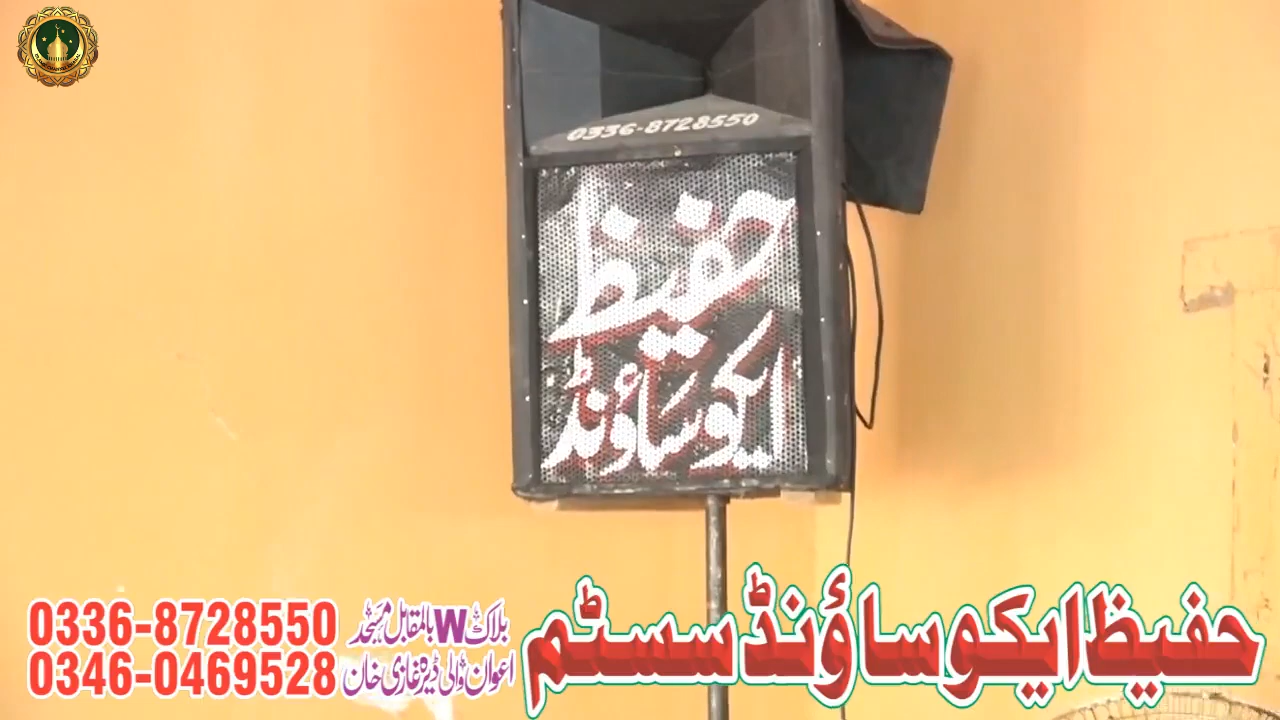 0336-8728550
حفیظ
ایکو ساؤنڈ
حفیظ ایکو ساؤنڈ سسٹم
بلاک W بالمقابل مسجد
اعوان والی ڈیرہ غازی خان
0336-8728550
0346-0469528